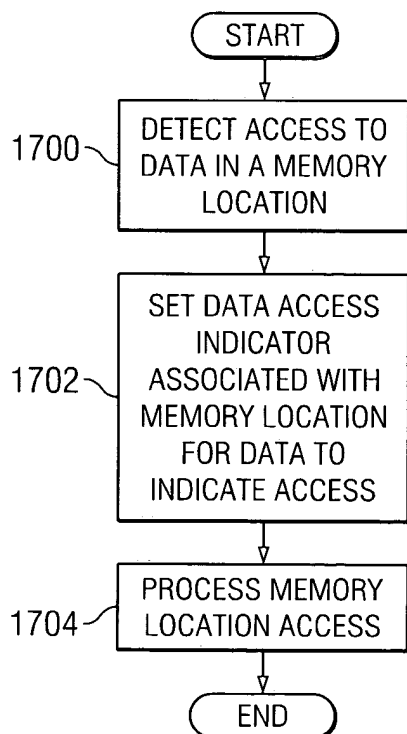 START
1700
DETECT ACCESS TO
DATA IN A MEMORY
LOCATION
1702
SET DATA ACCESS
INDICATOR
ASSOCIATED WITH
MEMORY LOCATION
FOR DATA TO
INDICATE ACCESS
1704
PROCESS MEMORY
LOCATION ACCESS
END